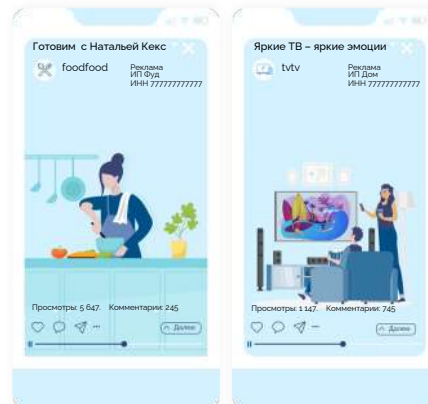 Готовим с Натальей Кекс
foodfood
Реклама
ИП Фуд
ИНН 777777777777
Просмотры: 5 647. Комментарии: 245
Далее
Яркие ТВ – яркие эмоции
tvtv
Реклама
ИП Дом
ИНН 777777777777
Просмотры: 1 147. Комментарии: 745
Далее